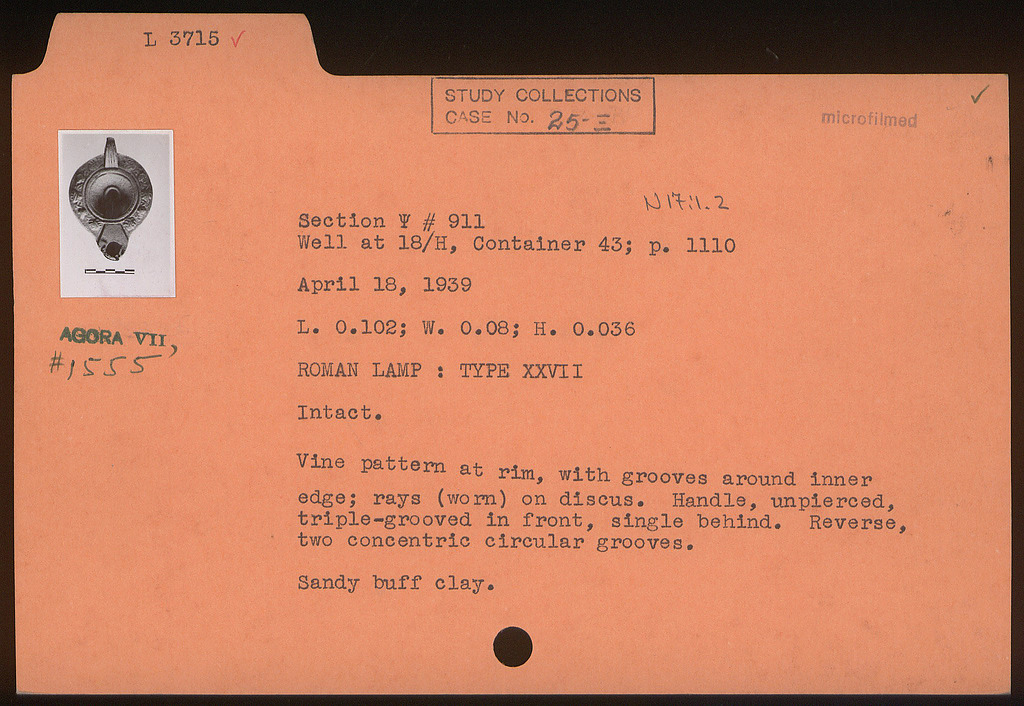 L 3715 ✓
STUDY COLLECTIONS
CASE No. 25-Ξ
microfilmed
N 17:1.2
Section Ψ # 911
Well at 18/H, Container 43; p. 1110
April 18, 1939
L. 0.102; W. 0.08; H. 0.036
AGORA VII,
#1555
ROMAN LAMP : TYPE XXVII
Intact.
Vine pattern at rim, with grooves around inner
edge; rays (worn) on discus. Handle, unpierced,
triple-grooved in front, single behind. Reverse,
two concentric circular grooves.
Sandy buff clay.